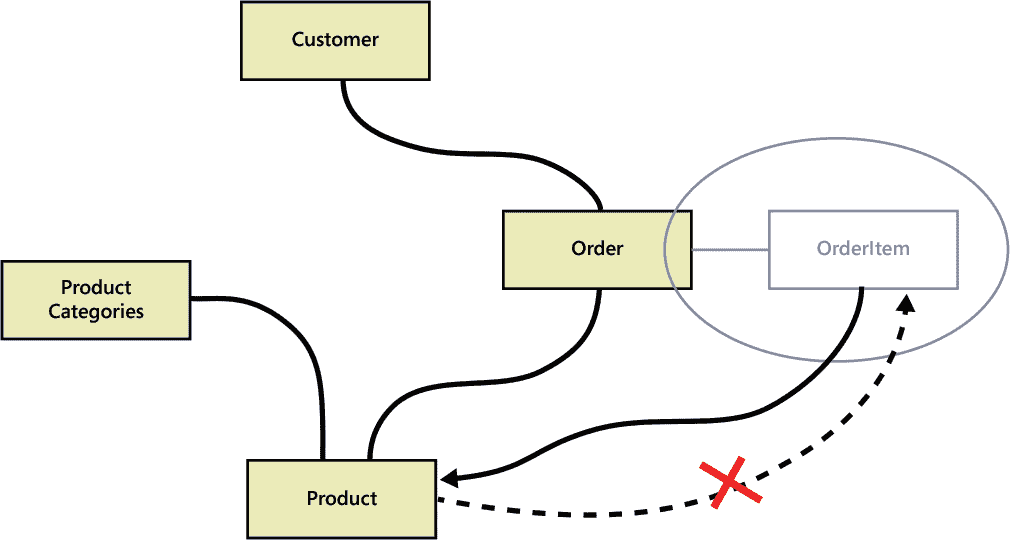 Customer
Order
OrderItem
Product
Categories
Product